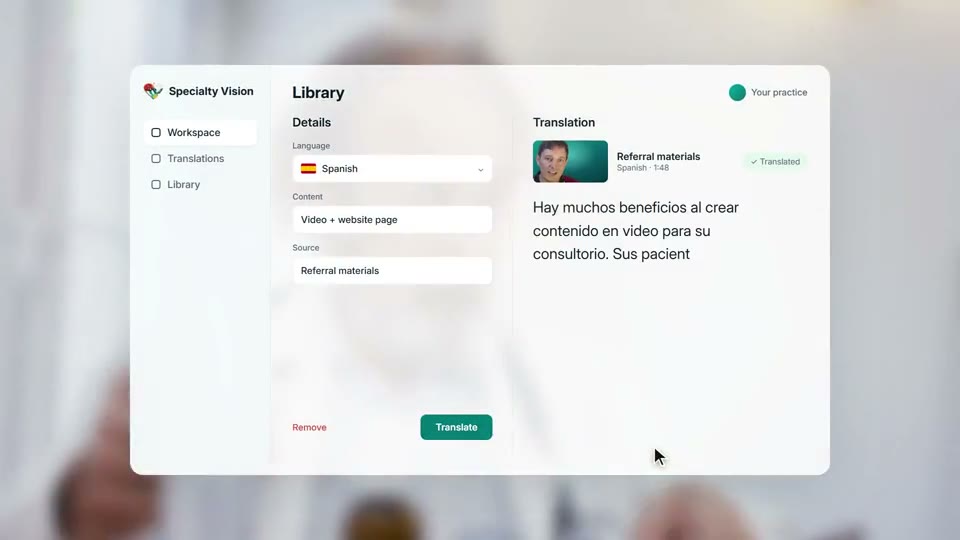 Specialty Vision
Workspace
Translations
Library
Library
Details
Language
Spanish
Content
Video + website page
Source
Referral materials
Remove
Translate
Your practice
Translation
Referral materials
Spanish · 1:48
✓ Translated
Hay muchos beneficios al crear
contenido en video para su
consultorio. Sus pacient